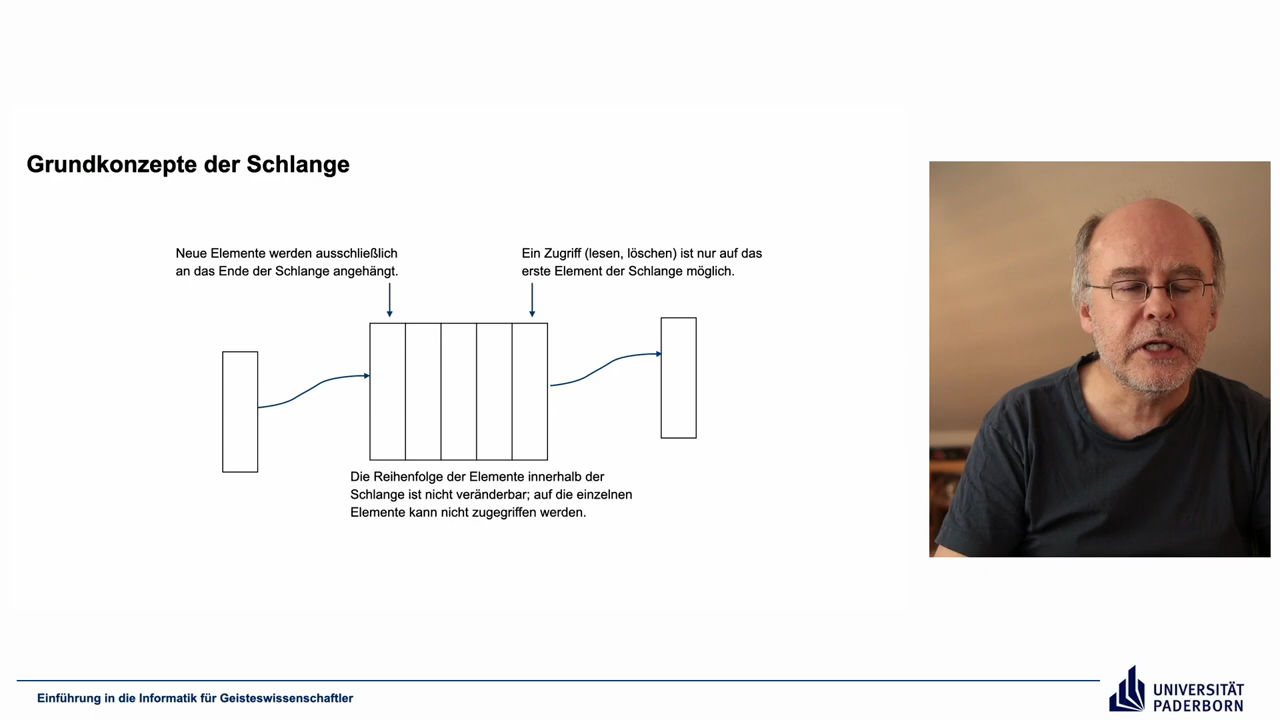 Grundkonzepte der Schlange
Neue Elemente werden ausschließlich
an das Ende der Schlange angehängt.
Ein Zugriff (lesen, löschen) ist nur auf das
erste Element der Schlange möglich.
Die Reihenfolge der Elemente innerhalb der
Schlange ist nicht veränderbar; auf die einzelnen
Elemente kann nicht zugegriffen werden.
Einführung in die Informatik für Geisteswissenschaftler
UNIVERSITÄT
PADERBORN